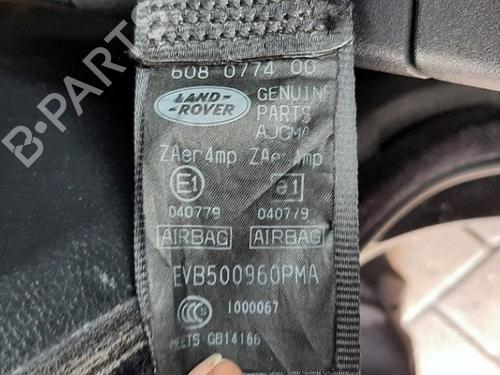 B-PARTS
608 0774 00
LAND-
-ROVER
GENUINE
PARTS
AJGMA
ZAer4mp ZAer4mp
E1 e1
040779 040779
AIRBAG AIRBAG
EVB500960PMA
1000067
MEETS GB14166